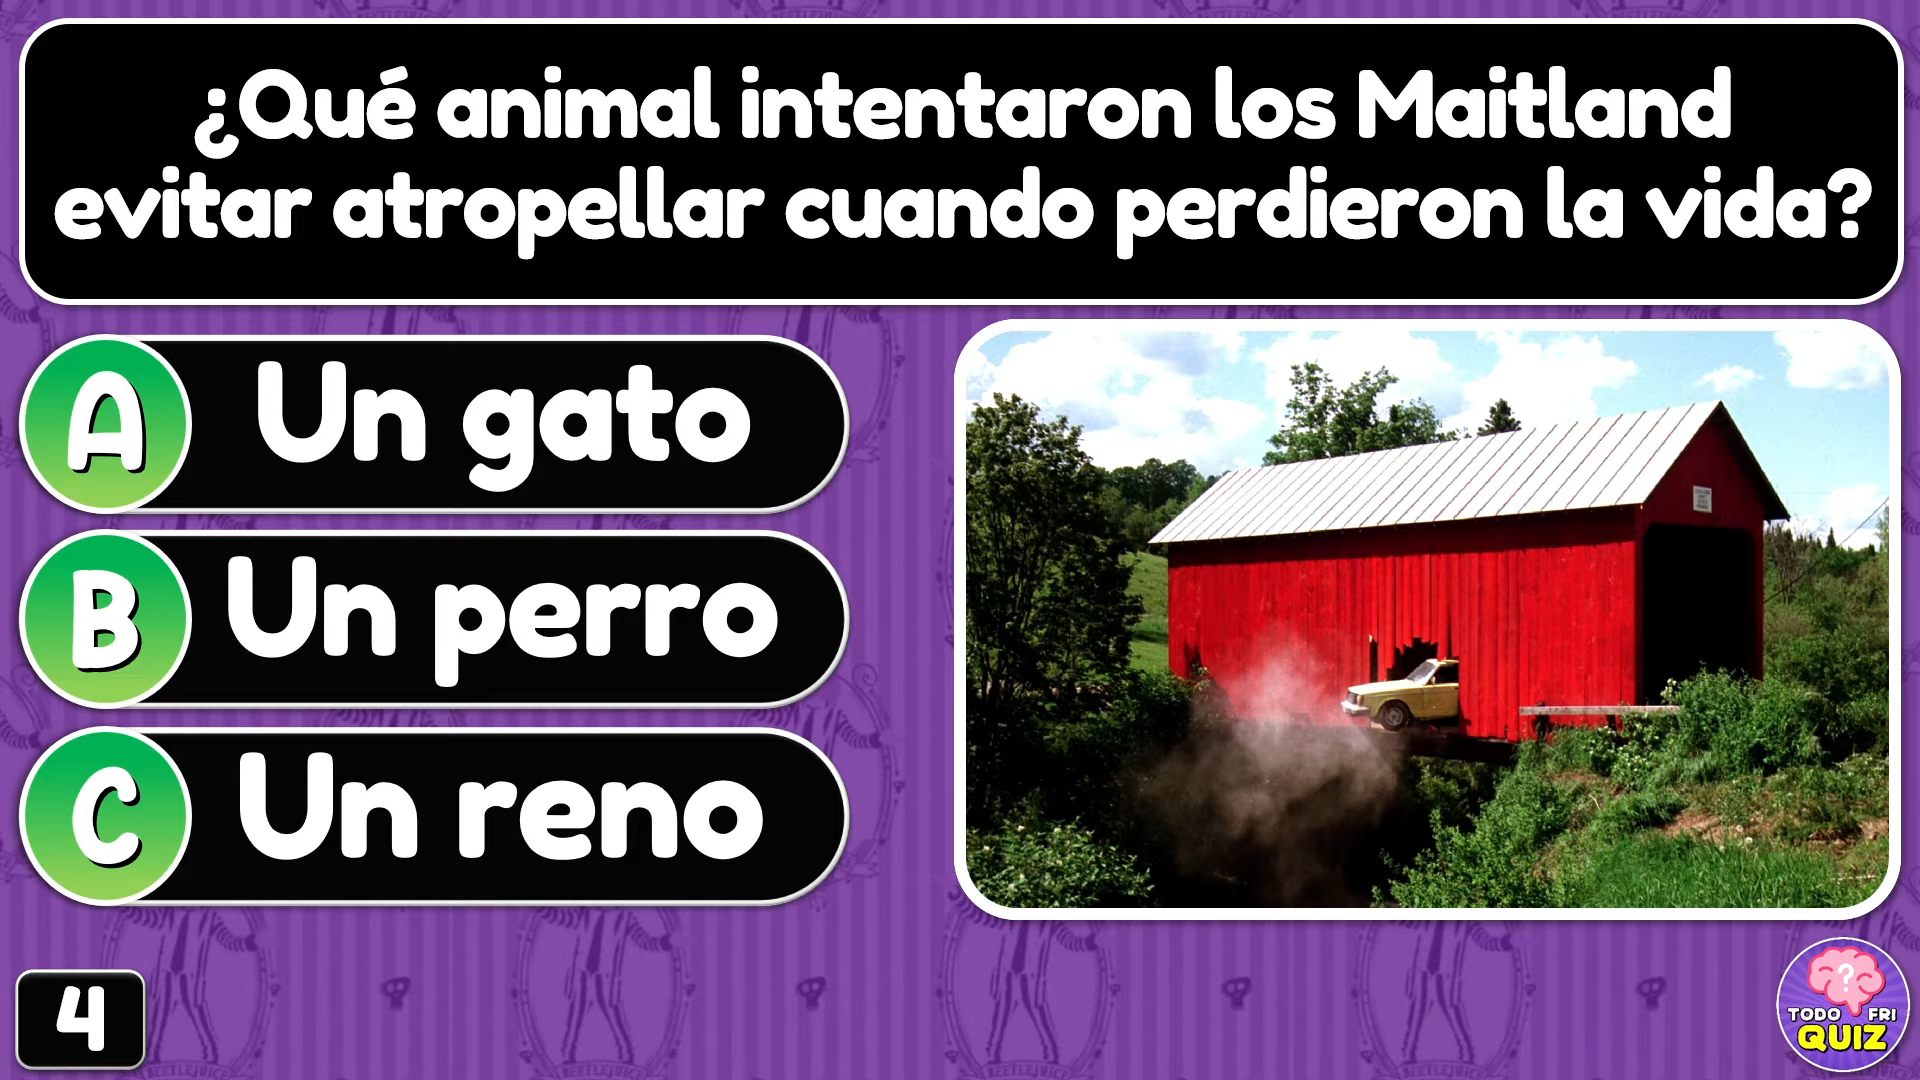 ¿Qué animal intentaron los Maitland
evitar atropellar cuando perdieron la vida?
A Un gato
B Un perro
C Un reno
4
TODO FRI
QUIZ
?
BEETLEJUICE